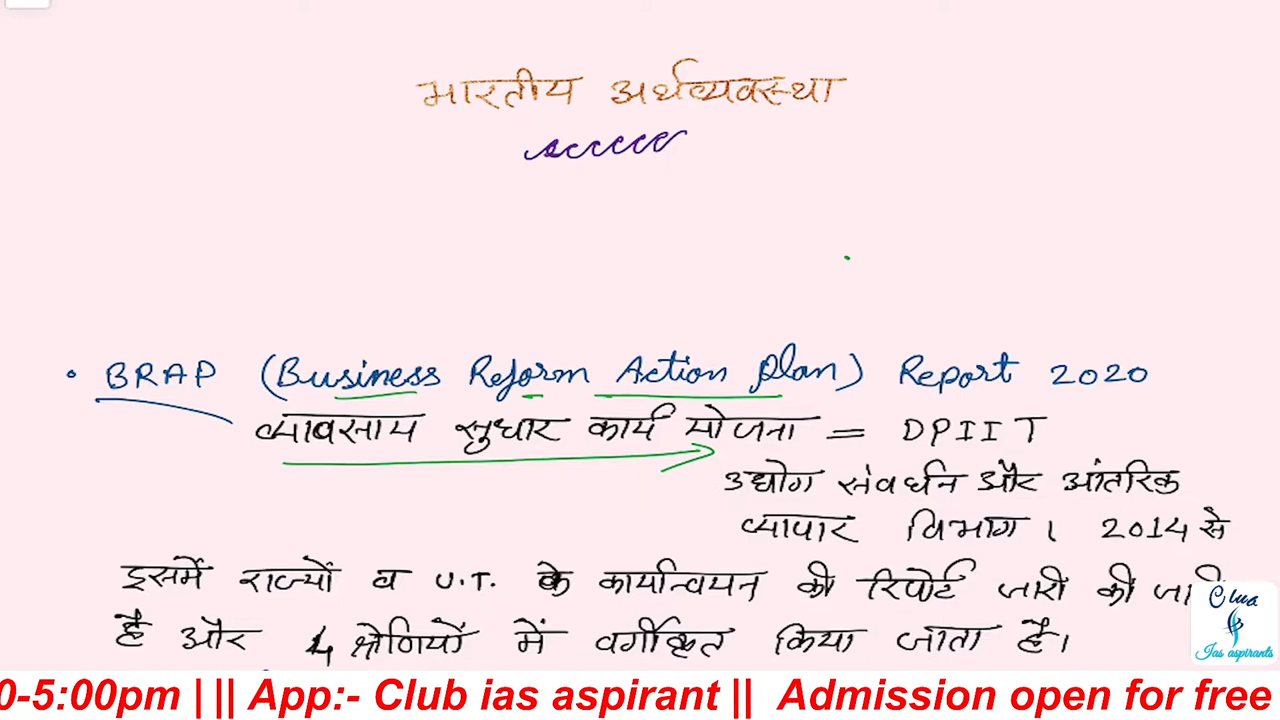 भारतीय अर्थव्यवस्था
• BRAP (Business Reform Action Plan) Report 2020
व्यावसाय सुधार कार्य योजना = DPIIT
उद्योग संवर्धन और आंतरिक
व्यापार विभाग। 2014 से
इसमें राज्यों व U.T. के कार्यान्वयन की रिपोर्ट जारी की
है और 4 श्रेणियों में वर्गीकृत किया जाता है।
Club
Ias aspirants
0-5:00pm | || App:- Club ias aspirant || Admission open for free